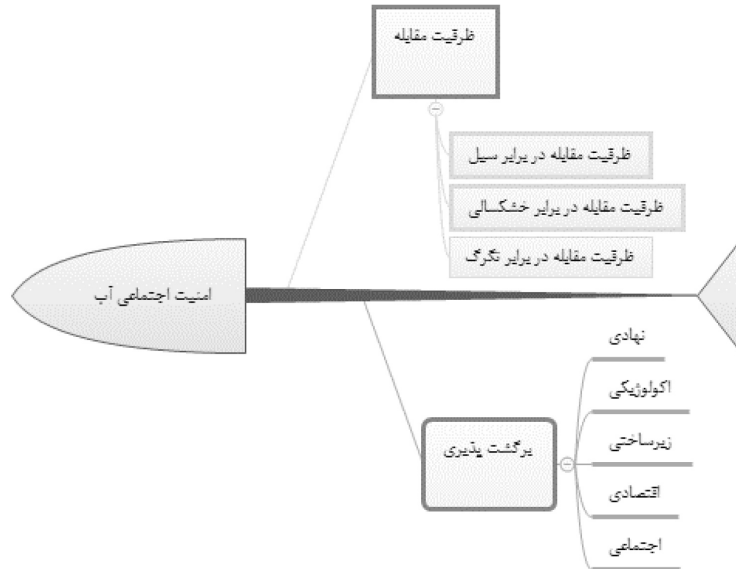 ظرفیت مقابله
ظرفیت مقابله در برابر سیل
ظرفیت مقابله در برابر خشکسالی
ظرفیت مقابله در برابر تگرگ
امنیت اجتماعی آب
نهادی
اکولوژیکی
برگشت پذیری
زیرساختی
اقتصادی
اجتماعی